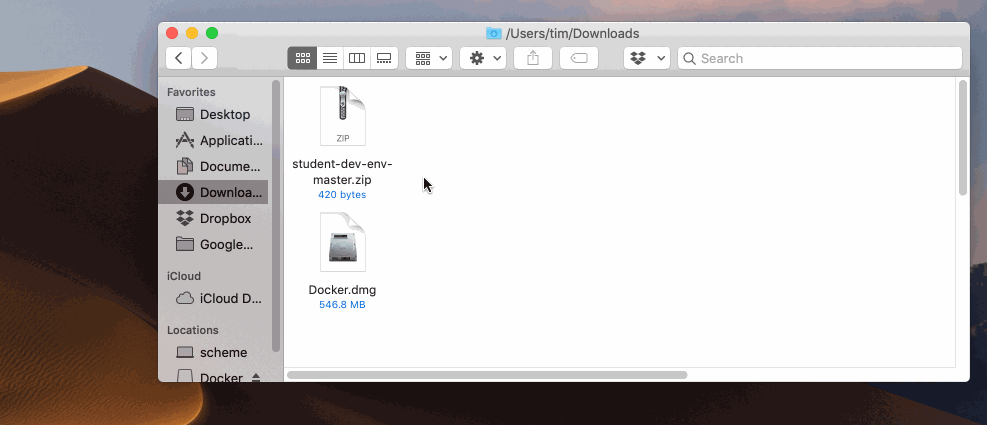 /Users/tim/Downloads
Search
Favorites
Desktop
Applicati...
Docume...
Downloa...
Dropbox
Google...
iCloud
iCloud D...
Locations
scheme
Docker
ZIP
student-dev-env-
master.zip
420 bytes
Docker.dmg
546.8 MB